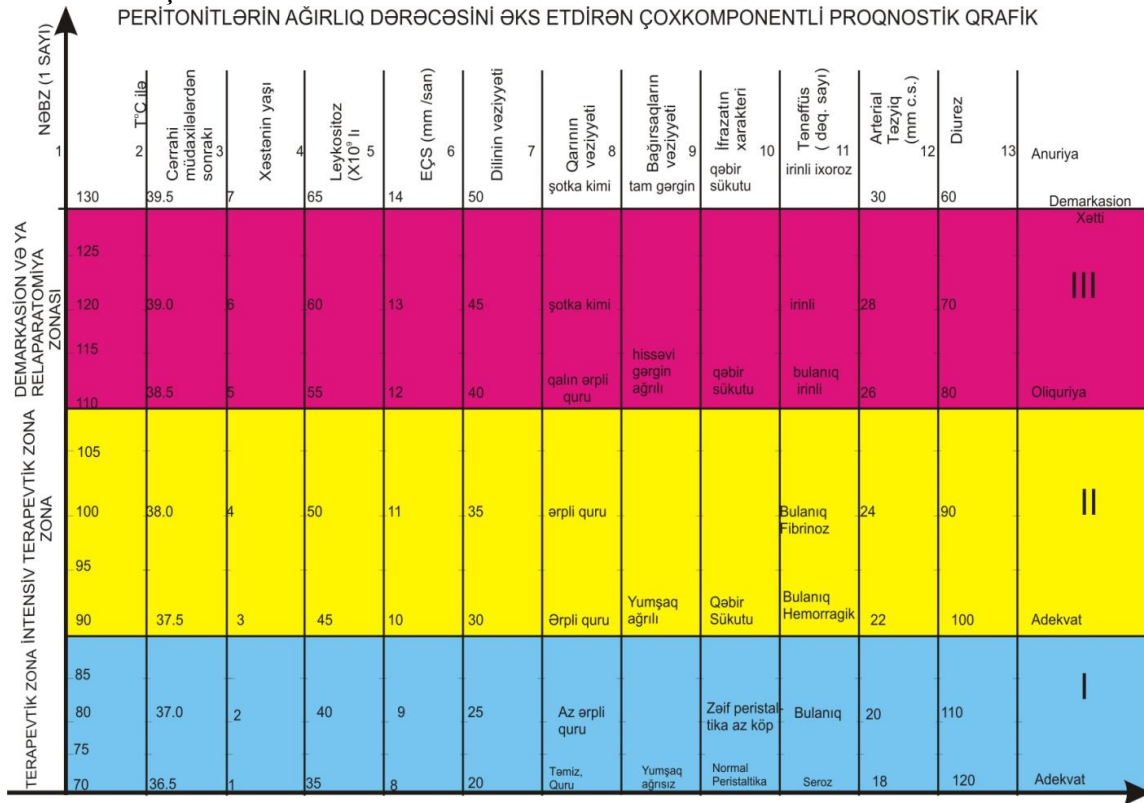 PERİTONİTLƏRİN AĞIRLIQ DƏRƏCƏSİNİ ƏKS ETDİRƏN ÇOXKOMPONENTLİ PROQNOSTİK QRAFİK
NƏBZ (1 SAYI)
T°C ilə
Cərrahi
müdaxilələrdən
sonrakı
Xəstənin yaşı
Leykositoz
(X10⁹ lı
EÇS (mm /san)
Dilinin vəziyyəti
Qarının
vəziyyəti
Bağırsaqların
vəziyyəti
İfrazatın
xarakteri
Tənəffüs
( dəq. sayı)
Arterial
Təzyiq
(mm c.s.)
Diurez
1 2 3 4 5 6 7 8 9 10 11 12 13
Anuriya
şotka kimi
tam gərgin
qəbir
sükutu
irinli ixoroz
130 39.5 7 65 14 50 30 60
Demarkasion
Xətti
DEMARKASİON VƏ YA
RELAPARATOMİYA
ZONASI
125
III
120 39.0 6 60 13 45 şotka kimi irinli 28 70
115
hissəvi
gərgin
ağrılı
110 38.5 5 55 12 40
qalın ərpli
quru
qəbir
sükutu
bulanıq
irinli
26 80 Oliquriya
İNTENSİV TERAPEVTİK ZONA
ZONA
105
II
100 38.0 4 50 11 35 ərpli quru
Bulanıq
Fibrinoz
24 90
95
90 37.5 3 45 10 30 Ərpli quru
Yumşaq
ağrılı
Qəbir
Sükutu
Bulanıq
Hemorragik
22 100 Adekvat
TERAPEVTİK ZONA
85
I
80 37.0 2 40 9 25
Az ərpli
quru
Zəif peristal-
tika az köp
Bulanıq 20 110
75
70 36.5 1 35 8 20
Təmiz,
Quru
Yumşaq
ağrısız
Normal
Peristaltika
Seroz 18 120 Adekvat